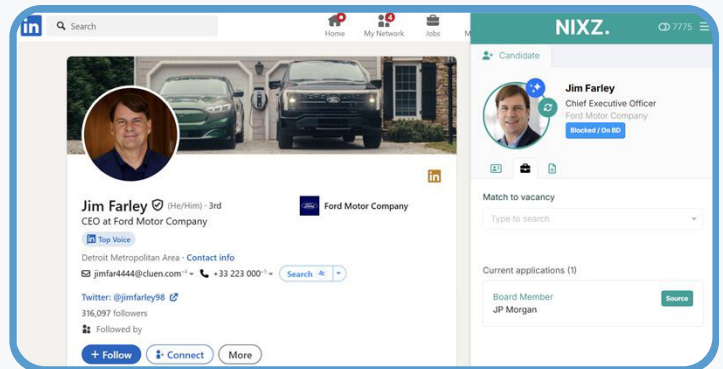 in
Search
Home
My Network
Jobs
M
NIXZ.
7775
Candidate
Jim Farley
Chief Executive Officer
Ford Motor Company
Blocked / On BD
Match to vacancy
Type to search
Current applications (1)
Board Member
JP Morgan
Source
in
Jim Farley (He/Him) · 3rd
Ford Motor Company
CEO at Ford Motor Company
in Top Voice
Detroit Metropolitan Area · Contact info
jimfar4444@cluen.com
+33 223 000
Search
Twitter: @jimfarley98
316,097 followers
Followed by
+ Follow
Connect
More